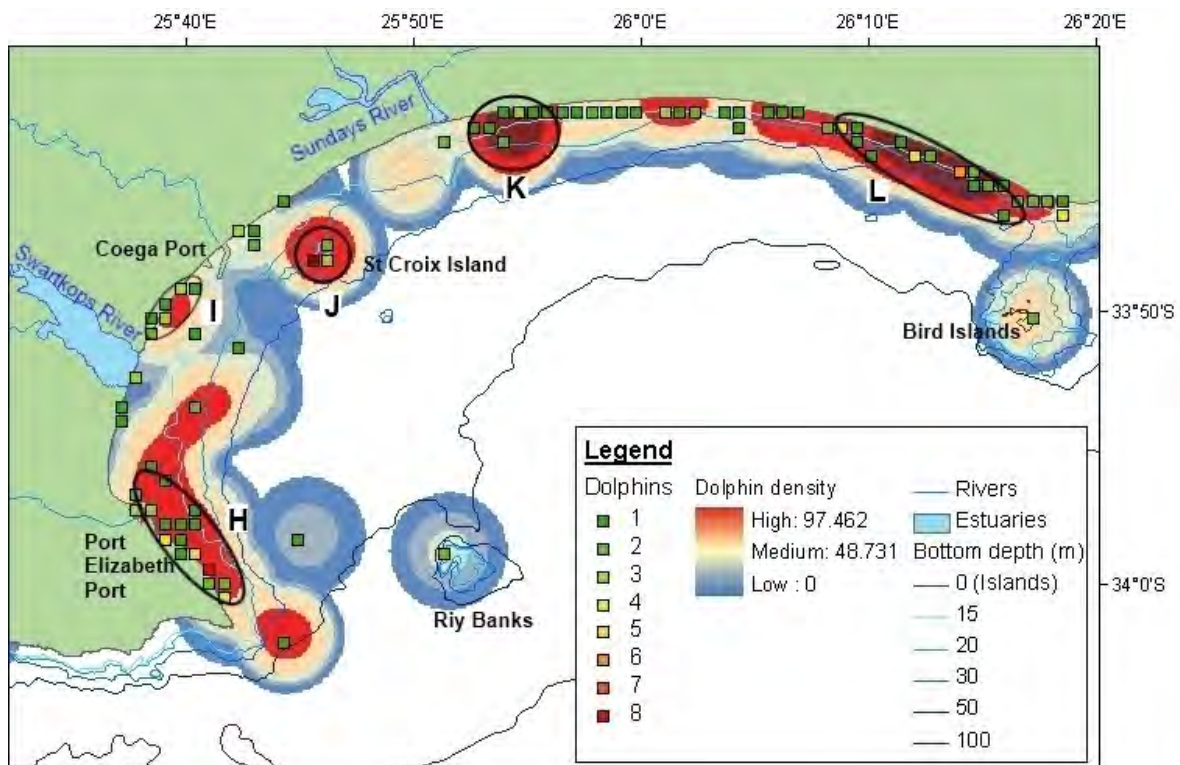 25°40'E
25°50'E
26°0'E
26°10'E
26°20'E
Sundays River
K
L
Coega Port
St Croix Island
Swartkops River
I
J
33°50'S
Bird Islands
H
Port
Elizabeth
Port
Riy Banks
34°0'S
Legend
Dolphins
1
2
3
4
5
6
7
8
Dolphin density
High: 97.462
Medium: 48.731
Low : 0
Rivers
Estuaries
Bottom depth (m)
0 (Islands)
15
20
30
50
100